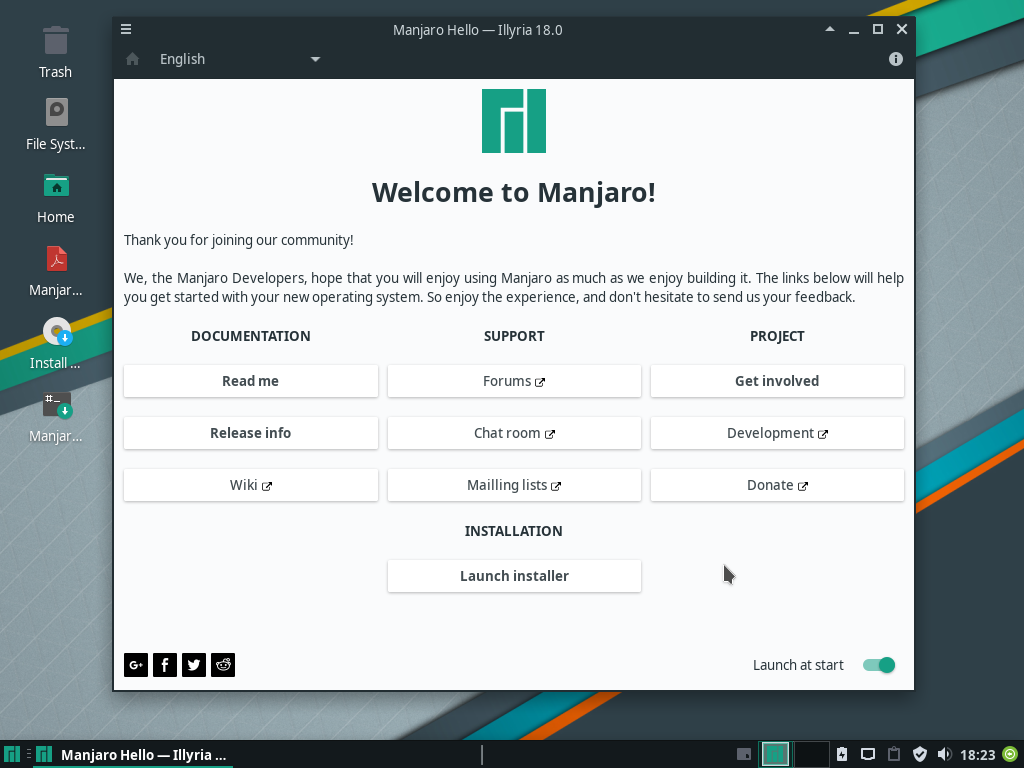 Manjaro Hello — Illyria 18.0
English
Trash
File Syst...
Home
Manjar...
Install ...
Manjar...
Welcome to Manjaro!
Thank you for joining our community!
We, the Manjaro Developers, hope that you will enjoy using Manjaro as much as we enjoy building it. The links below will help
you get started with your new operating system. So enjoy the experience, and don't hesitate to send us your feedback.
DOCUMENTATION SUPPORT PROJECT
Read me Forums Get involved
Release info Chat room Development
Wiki Mailling lists Donate
INSTALLATION
Launch installer
G+ f
Launch at start
Manjaro Hello — Illyria ...
18:23